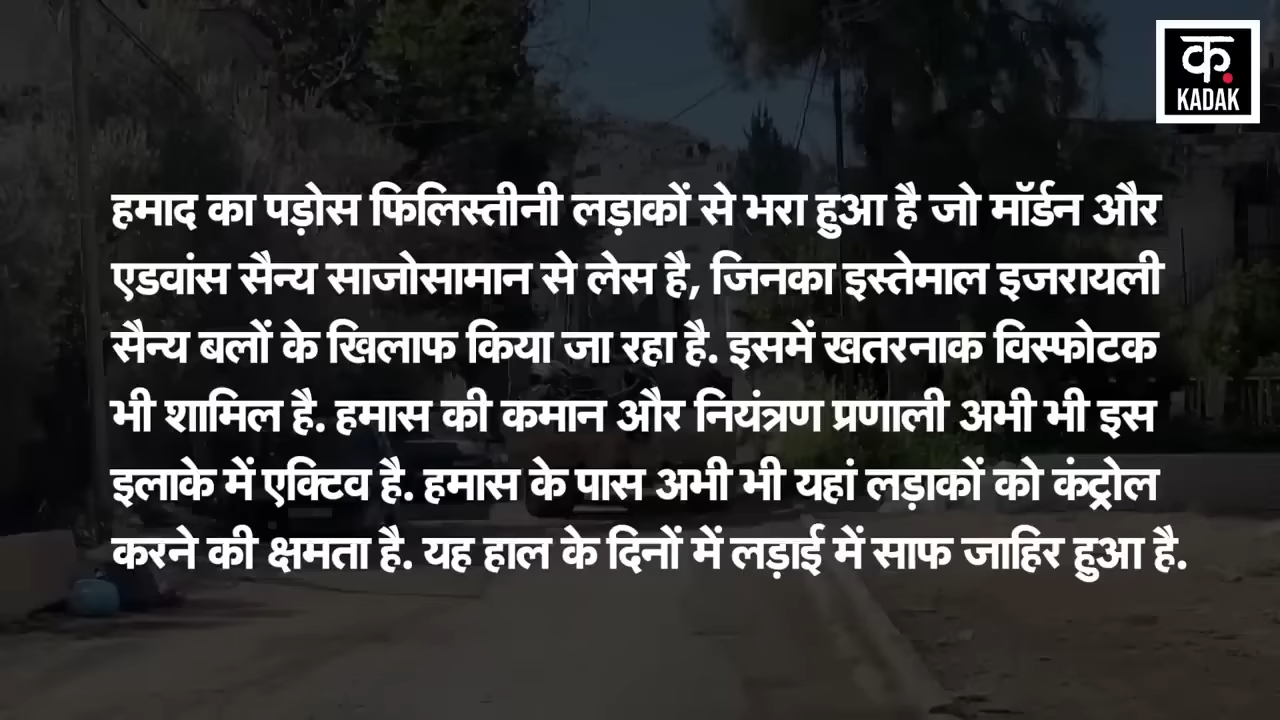 क.
KADAK
हमाद का पड़ोस फिलिस्तीनी लड़ाकों से भरा हुआ है जो मॉर्डन और
एडवांस सैन्य साजोसामान से लेस है, जिनका इस्तेमाल इजरायली
सैन्य बलों के खिलाफ किया जा रहा है. इसमें खतरनाक विस्फोटक
भी शामिल है. हमास की कमान और नियंत्रण प्रणाली अभी भी इस
इलाके में एक्टिव है. हमास के पास अभी भी यहां लड़ाकों को कंट्रोल
करने की क्षमता है. यह हाल के दिनों में लड़ाई में साफ जाहिर हुआ है.